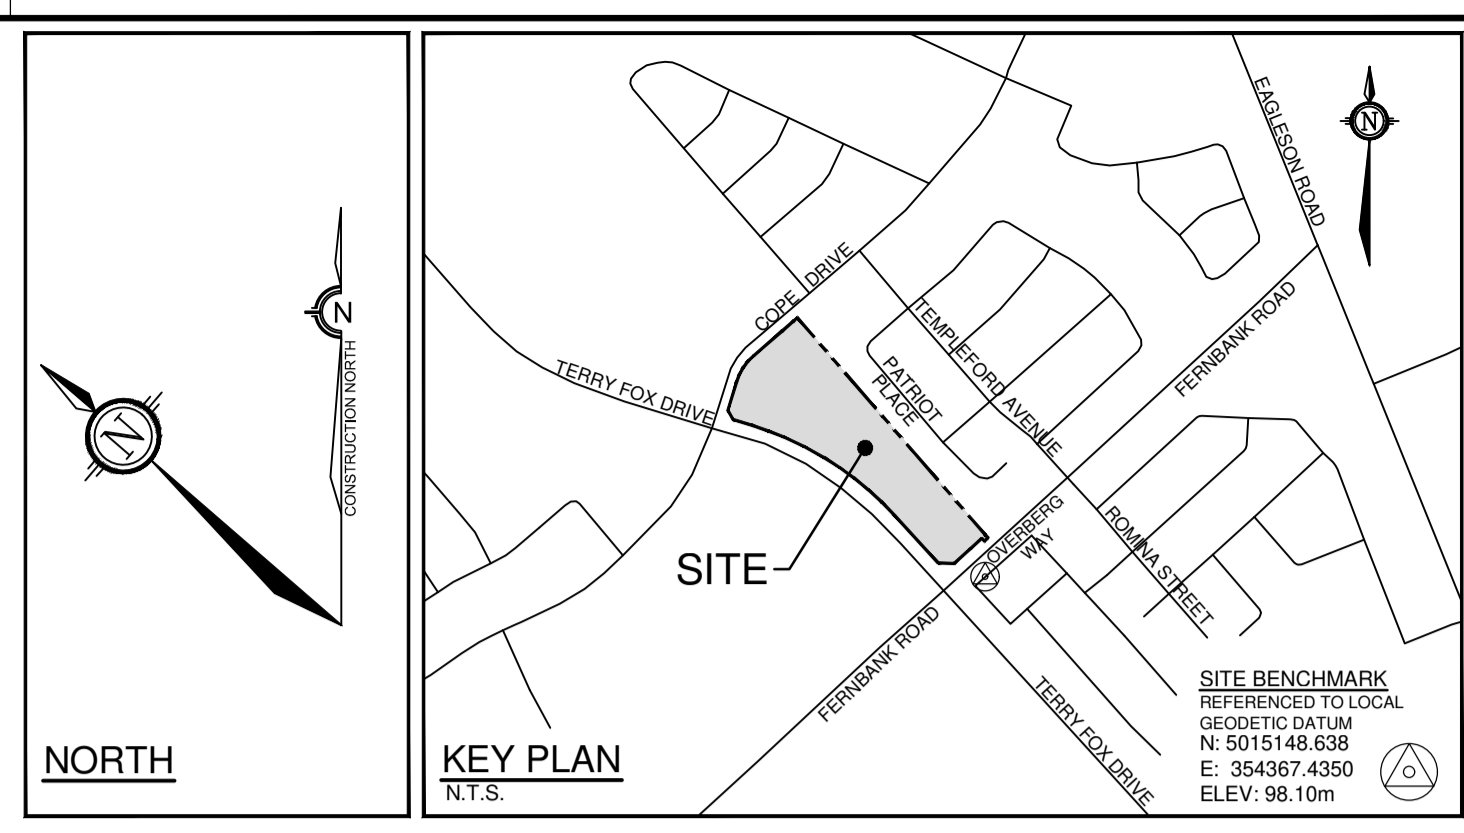 N
CONSTRUCTION NORTH
N
NORTH
EAGLESON ROAD
N
COPE DRIVE
TERRY FOX DRIVE
TEMPLEFORD AVENUE
PATRIOT
PLACE
FERNBANK ROAD
SITE
OVERBERG
WAY
ROMINA STREET
FERNBANK ROAD
TERRY FOX DRIVE
KEY PLAN
N.T.S.
SITE BENCHMARK
REFERENCED TO LOCAL
GEODETIC DATUM
N: 5015148.638
E: 354367.4350
ELEV: 98.10m